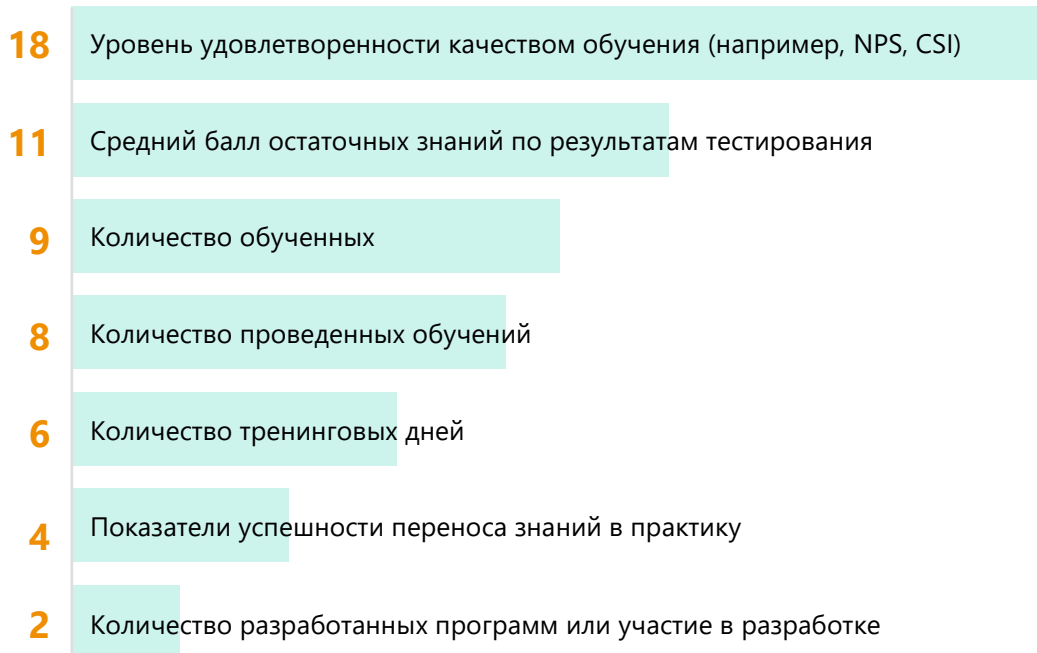 18 Уровень удовлетворенности качеством обучения (например, NPS, CSI)
11 Средний балл остаточных знаний по результатам тестирования
9 Количество обученных
8 Количество проведенных обучений
6 Количество тренинговых дней
4 Показатели успешности переноса знаний в практику
2 Количество разработанных программ или участие в разработке